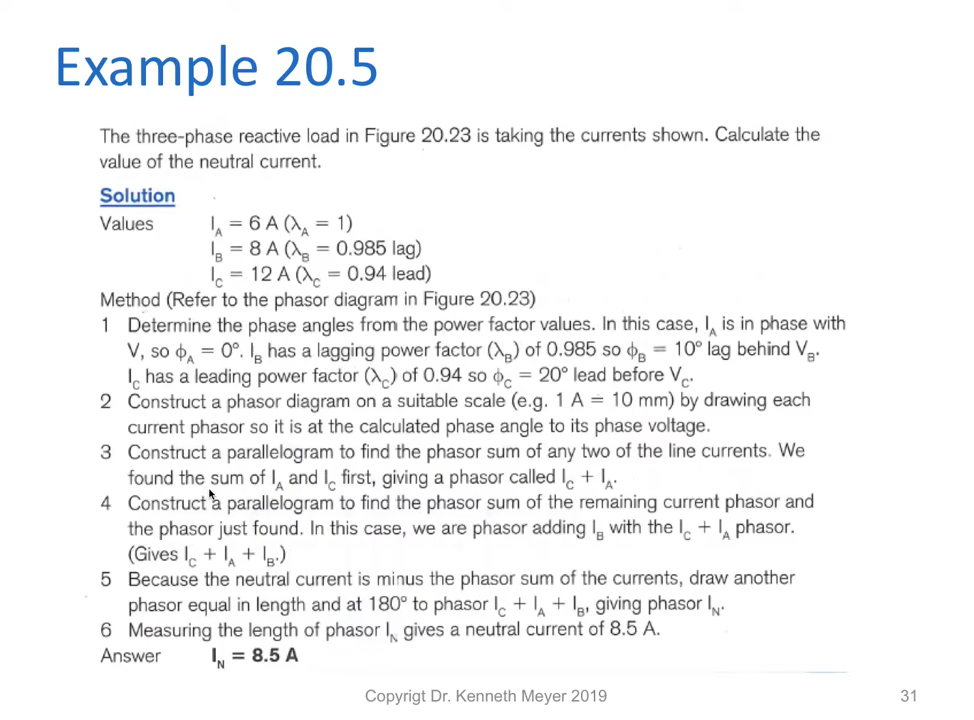 Example 20.5
The three-phase reactive load in Figure 20.23 is taking the currents shown. Calculate the
value of the neutral current.
Solution
Values I_A = 6 A (λ_A = 1)
I_B = 8 A (λ_B = 0.985 lag)
I_C = 12 A (λ_C = 0.94 lead)
Method (Refer to the phasor diagram in Figure 20.23)
1 Determine the phase angles from the power factor values. In this case, I_A is in phase with
V, so ϕ_A = 0°. I_B has a lagging power factor (λ_B) of 0.985 so ϕ_B = 10° lag behind V_B.
I_C has a leading power factor (λ_C) of 0.94 so ϕ_C = 20° lead before V_C.
2 Construct a phasor diagram on a suitable scale (e.g. 1 A = 10 mm) by drawing each
current phasor so it is at the calculated phase angle to its phase voltage.
3 Construct a parallelogram to find the phasor sum of any two of the line currents. We
found the sum of I_A and I_C first, giving a phasor called I_C + I_A.
4 Construct a parallelogram to find the phasor sum of the remaining current phasor and
the phasor just found. In this case, we are phasor adding I_B with the I_C + I_A phasor.
(Gives I_C + I_A + I_B.)
5 Because the neutral current is minus the phasor sum of the currents, draw another
phasor equal in length and at 180° to phasor I_C + I_A + I_B, giving phasor I_N.
6 Measuring the length of phasor I_N gives a neutral current of 8.5 A.
Answer I_N = 8.5 A
Copyrigt Dr. Kenneth Meyer 2019
31